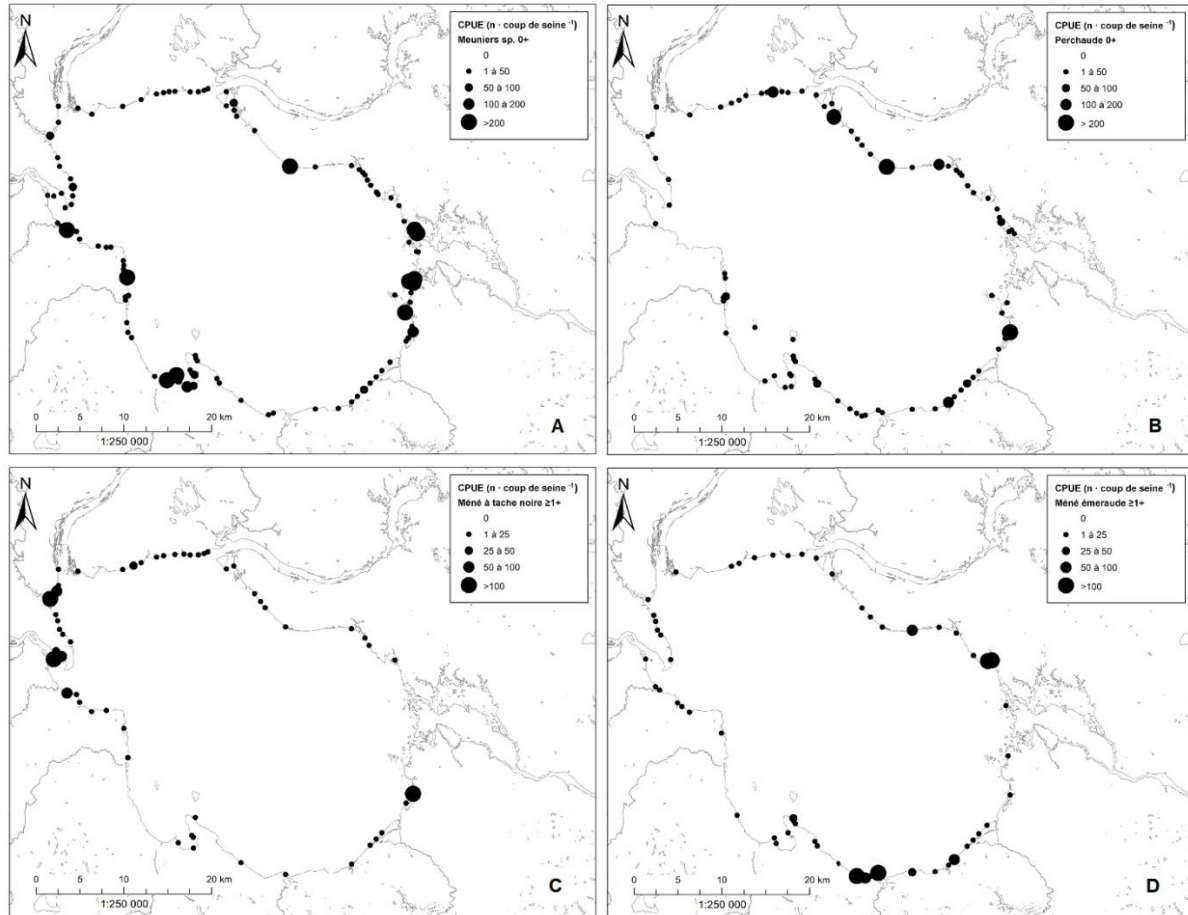 N
CPUE (n · coup de seine ⁻¹)
Meuniers sp. 0+
0
1 à 50
50 à 100
100 à 200
>200
0 5 10 20 km
1:250 000
A
N
CPUE (n · coup de seine ⁻¹)
Perchaude 0+
0
1 à 50
50 à 100
100 à 200
> 200
0 5 10 20 km
1:250 000
B
N
CPUE (n · coup de seine ⁻¹)
Méné à tache noire ≥1+
0
1 à 25
25 à 50
50 à 100
>100
0 5 10 20 km
1:250 000
C
N
CPUE (n · coup de seine ⁻¹)
Méné émeraude ≥1+
0
1 à 25
25 à 50
50 à 100
>100
0 5 10 20 km
1:250 000
D